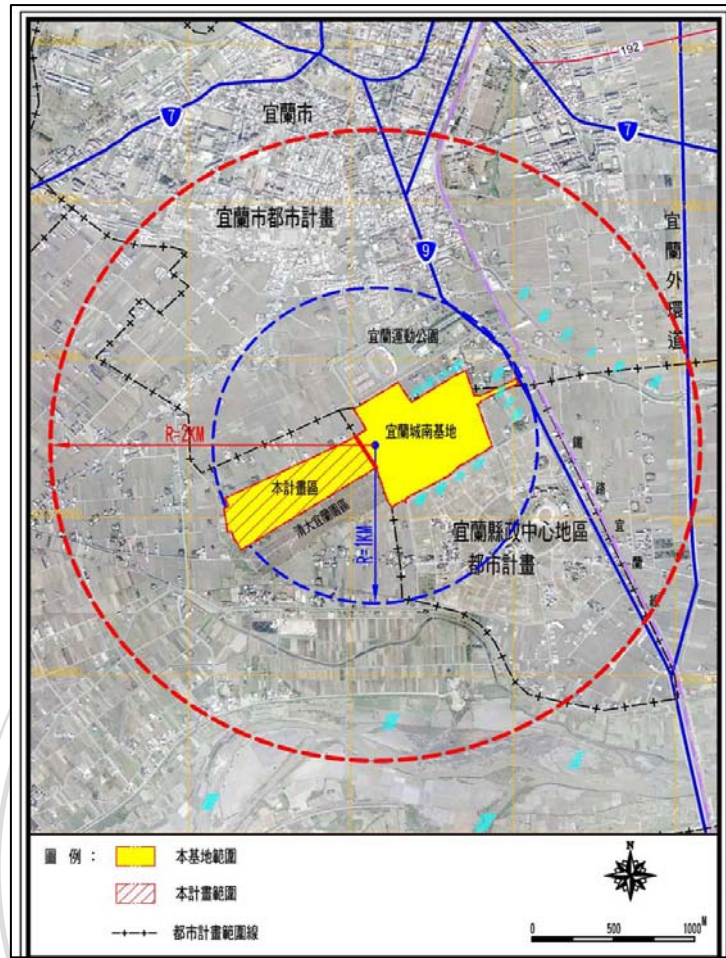 192
7
宜蘭市
7
宜蘭市都市計畫
9
宜蘭外環道
宜蘭運動公園
宜蘭城南基地
R=2KM
本計畫區
清大宜蘭園區
R=1KM
鐵路宜蘭線
宜蘭縣政中心地區
都市計畫
圖 例 :
本基地範圍
本計畫範圍
都市計畫範圍線
N
0 500 1000M